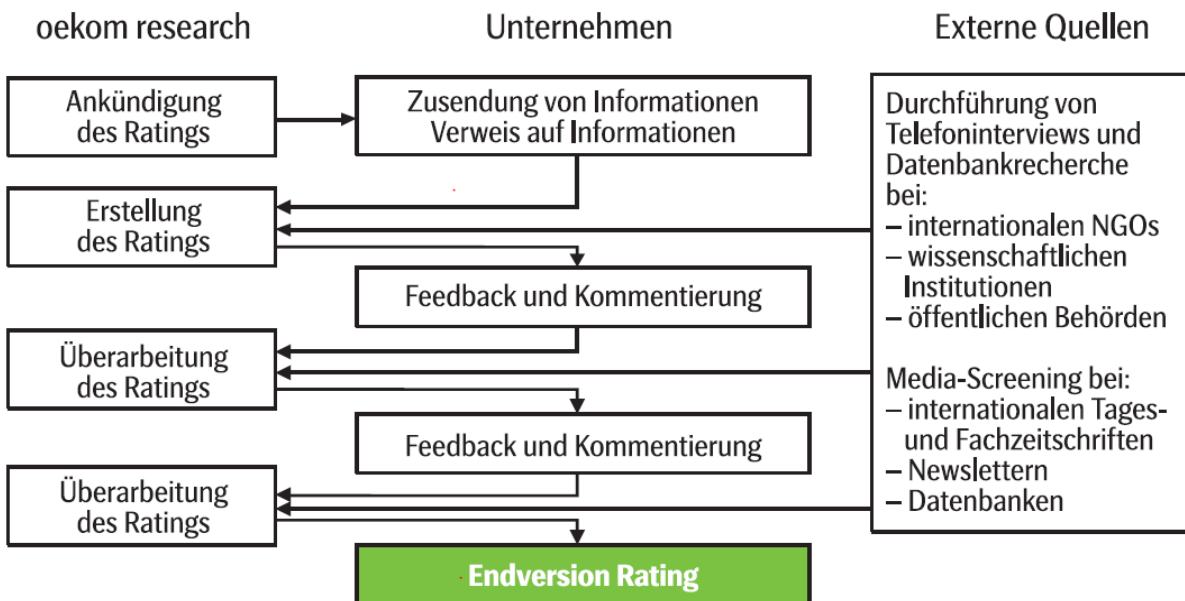 oekom research
Unternehmen
Externe Quellen
Ankündigung
des Ratings
Zusendung von Informationen
Verweis auf Informationen
Erstellung
des Ratings
Feedback und Kommentierung
Überarbeitung
des Ratings
Feedback und Kommentierung
Überarbeitung
des Ratings
Endversion Rating
Durchführung von
Telefoninterviews und
Datenbankrecherche
bei:
– internationalen NGOs
– wissenschaftlichen
Institutionen
– öffentlichen Behörden
Media-Screening bei:
– internationalen Tages-
und Fachzeitschriften
– Newslettern
– Datenbanken